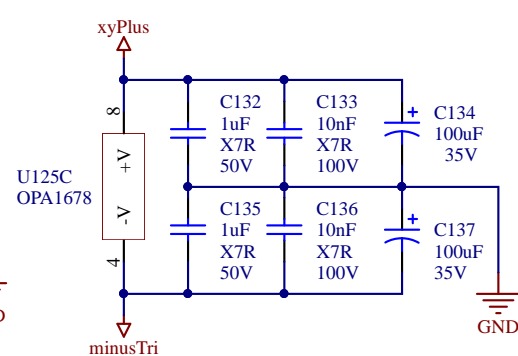 xyPlus
8
+V
-V
4
U125C
OPA1678
C132
1uF
X7R
50V
C133
10nF
X7R
100V
+
C134
100uF
35V
C135
1uF
X7R
50V
C136
10nF
X7R
100V
+
C137
100uF
35V
GND
minusTri